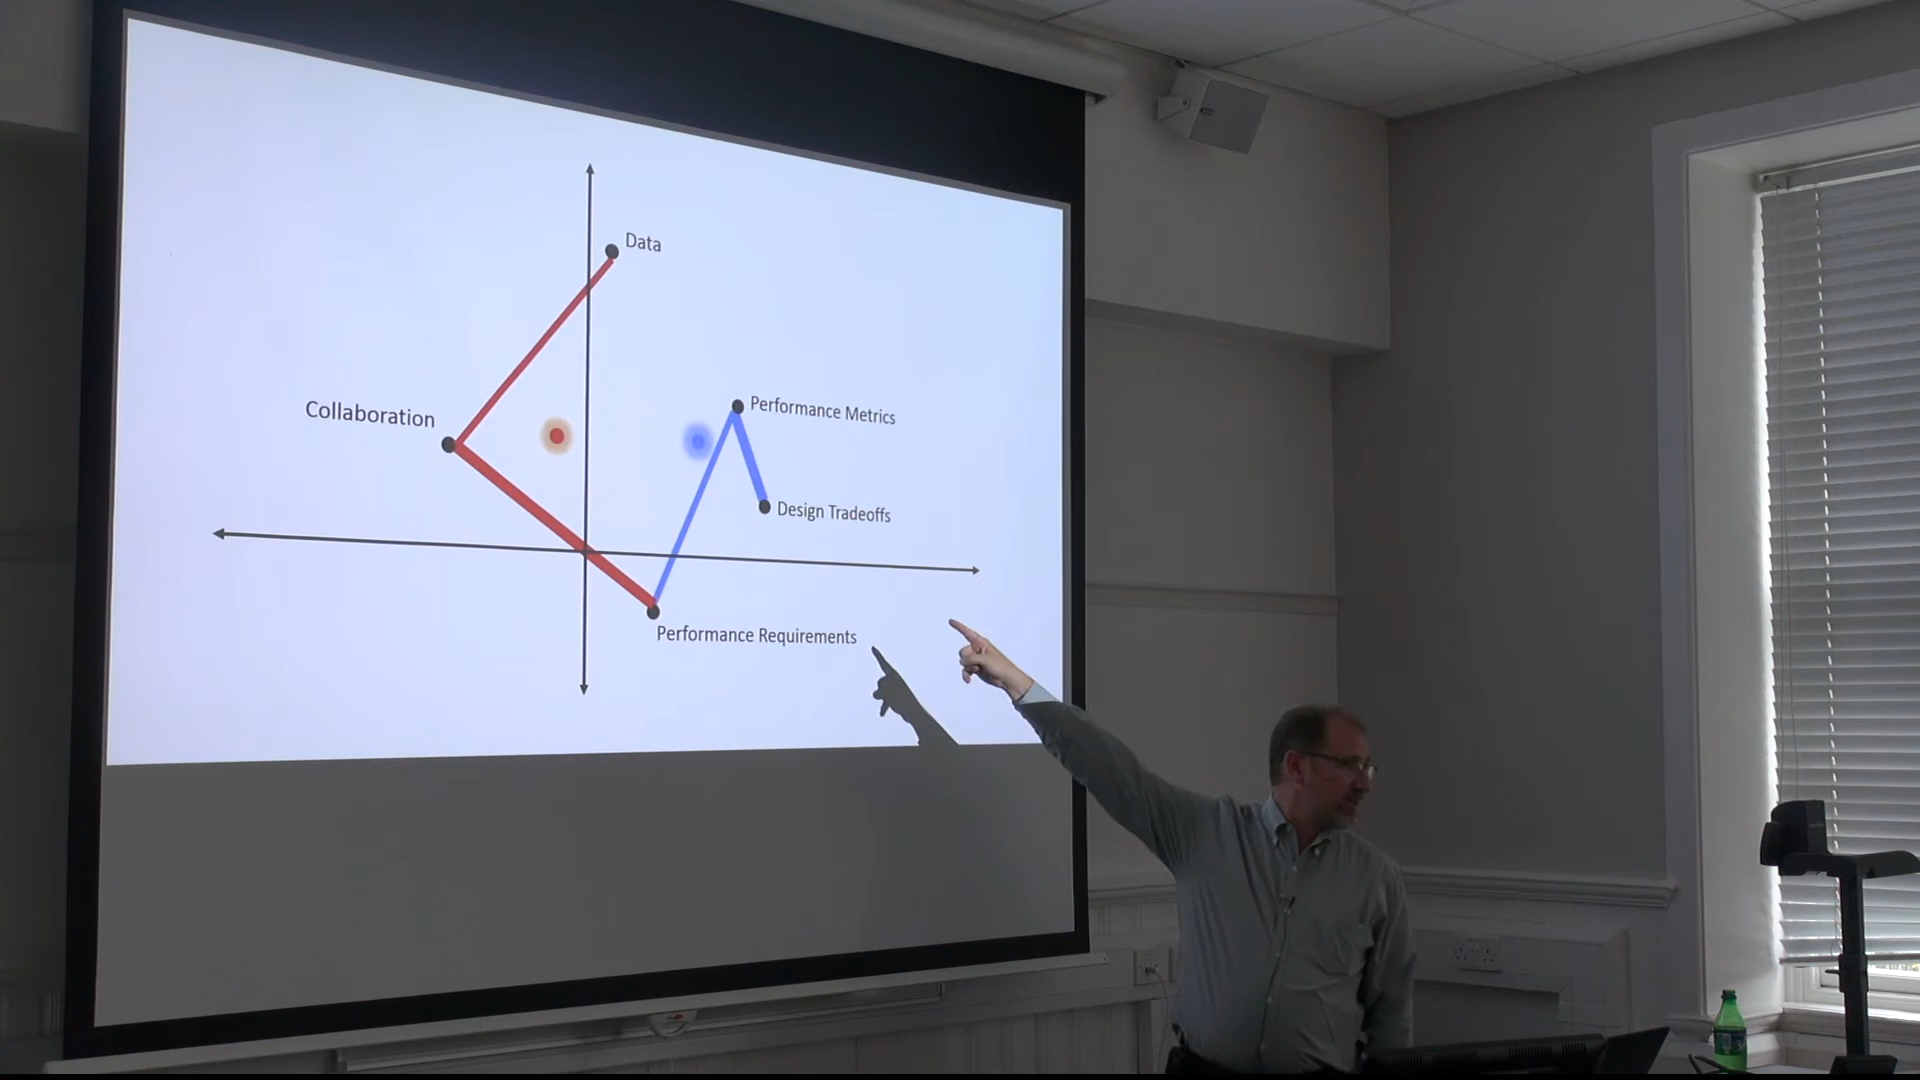 Data
Collaboration
Performance Metrics
Design Tradeoffs
Performance Requirements